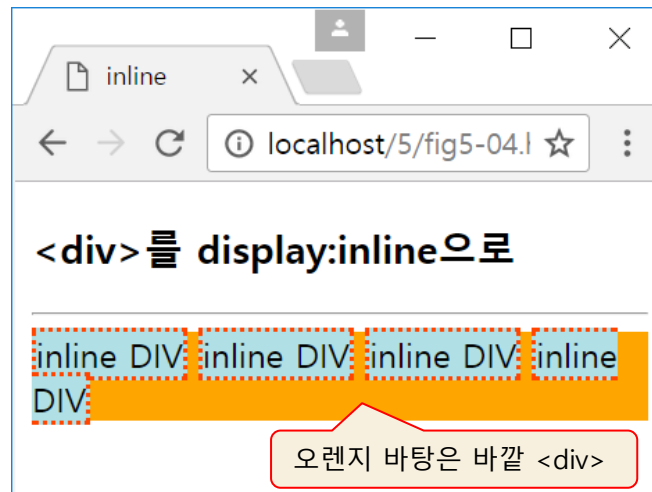 inline
localhost/5/fig5-04.
<div>를 display:inline으로
inline DIV inline DIV inline DIV inline
DIV
오렌지 바탕은 바깥 <div>